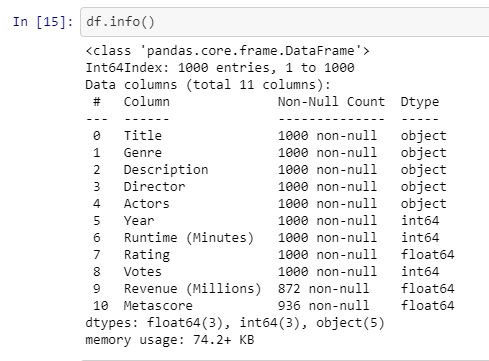 In [15]: df.info()
<class 'pandas.core.frame.DataFrame'>
Int64Index: 1000 entries, 1 to 1000
Data columns (total 11 columns):
 #   Column              Non-Null Count  Dtype
---  ------              --------------  -----
 0   Title               1000 non-null   object
 1   Genre               1000 non-null   object
 2   Description         1000 non-null   object
 3   Director            1000 non-null   object
 4   Actors              1000 non-null   object
 5   Year                1000 non-null   int64
 6   Runtime (Minutes)   1000 non-null   int64
 7   Rating              1000 non-null   float64
 8   Votes               1000 non-null   int64
 9   Revenue (Millions)  872 non-null    float64
 10  Metascore           936 non-null    float64
dtypes: float64(3), int64(3), object(5)
memory usage: 74.2+ KB